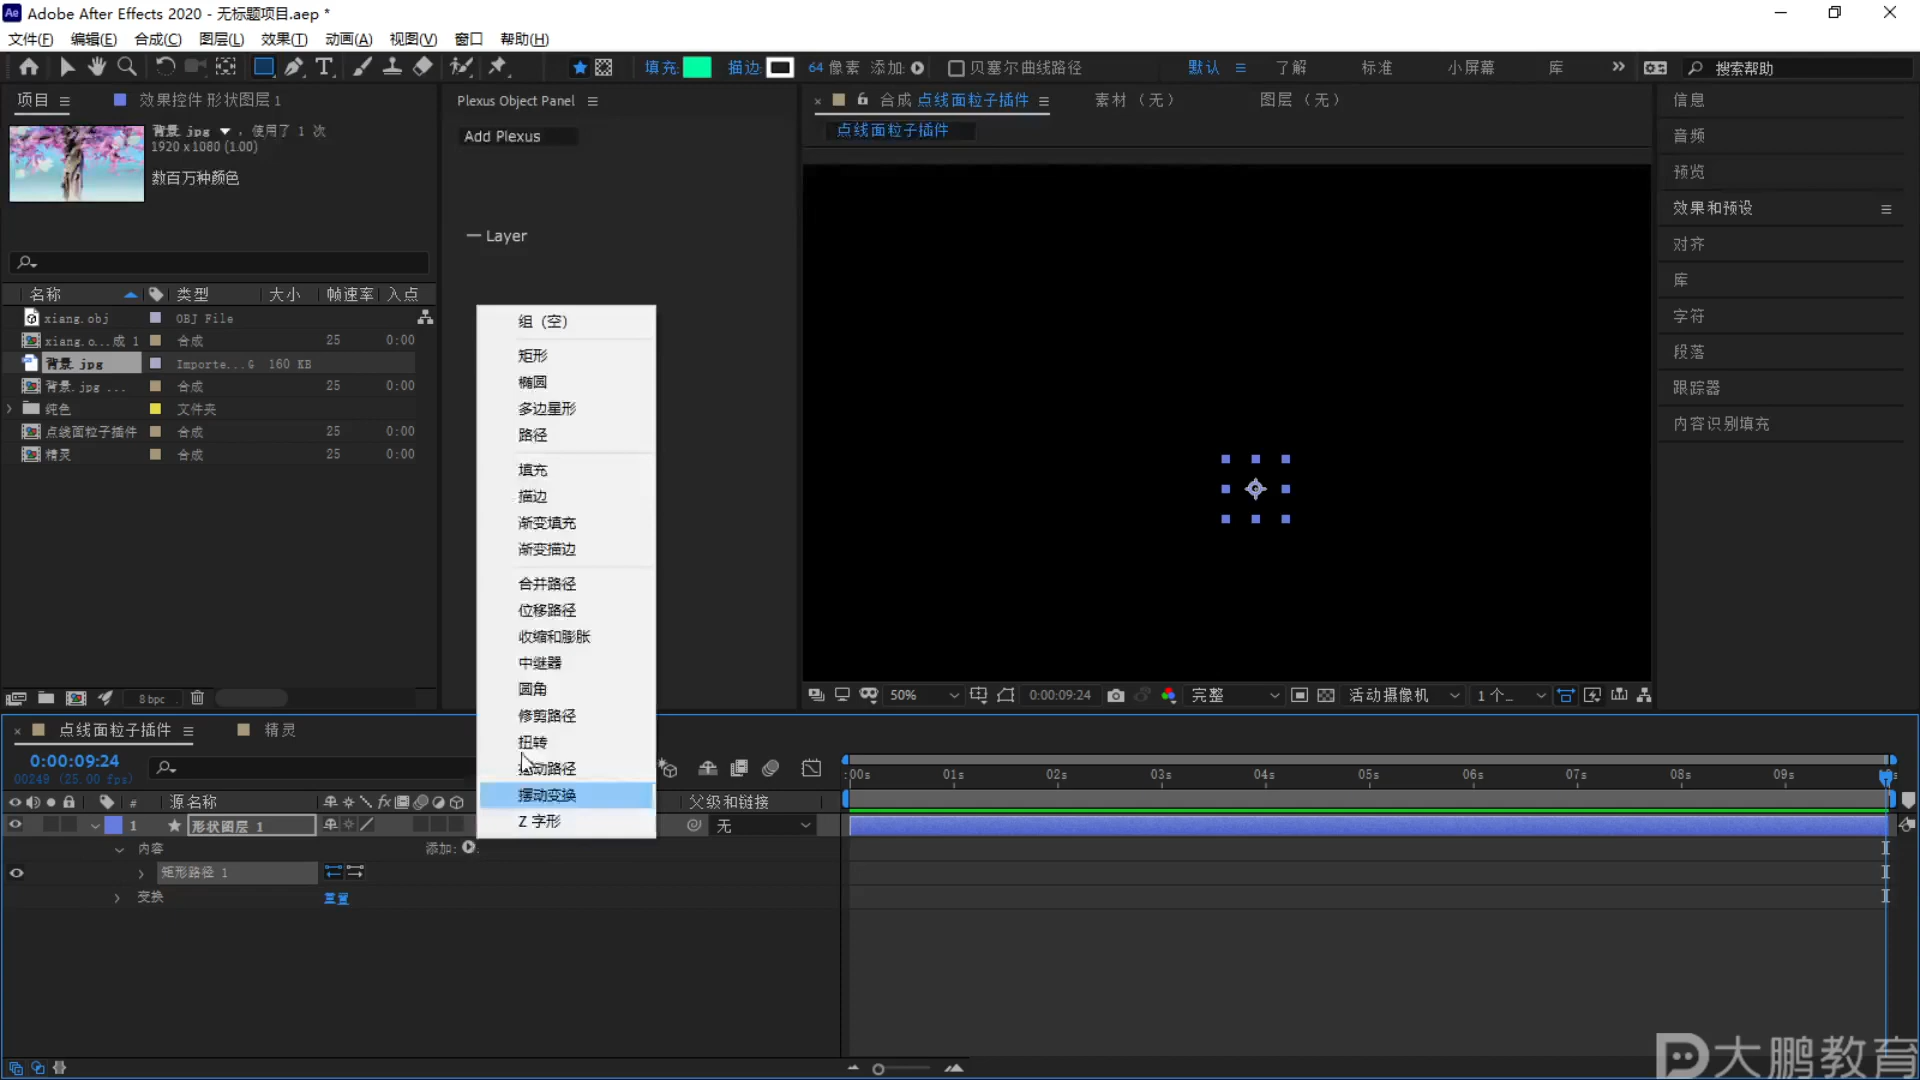 Adobe After Effects 2020 - 无标题项目.aep *
文件(F) 编辑(E) 合成(C) 图层(L) 效果(T) 动画(A) 视图(V) 窗口 帮助(H)
填充: 描边: 64 像素 添加: 贝塞尔曲线路径 默认 了解 标准 小屏幕 库 搜索帮助
项目 效果控件 形状图层 1
背景.jpg ▼ , 使用了 1 次
1920 x 1080 (1.00)
数百万种颜色
名称 类型 大小 帧速率 入点
xiang.obj OBJ File
xiang.o...成 1 合成 25 0:00
背景.jpg Importe...G 160 KB
背景.jpg ... 合成 25 0:00
纯色 文件夹
点线面粒子插件 合成 25 0:00
精灵 合成 25 0:00
8 bpc
Plexus Object Panel
Add Plexus
Layer
组 (空)
矩形
椭圆
多边星形
路径
填充
描边
渐变填充
渐变描边
合并路径
位移路径
收缩和膨胀
中继器
圆角
修剪路径
扭转
摆动路径
摆动变换
Z 字形
合成 点线面粒子插件 素材 (无) 图层 (无)
点线面粒子插件
50% 0:00:09:24 完整 活动摄像机 1 个...
信息
音频
预览
效果和预设
对齐
库
字符
段落
跟踪器
内容识别填充
点线面粒子插件 精灵
0:00:09:24
00249 (25.00 fps)
# 源名称 fx 父级和链接
1 形状图层 1 无
内容 添加:
矩形路径 1
变换 重置
:00s 01s 02s 03s 04s 05s 06s 07s 08s 09s
大鹏教育